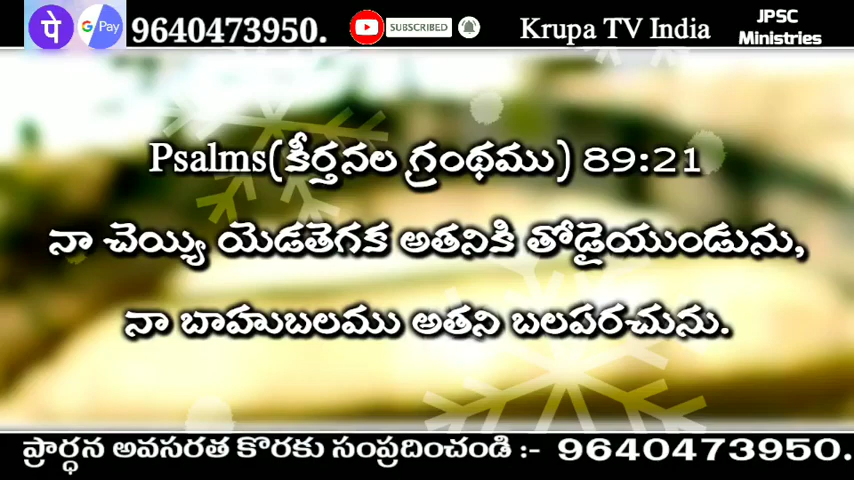 पे G Pay 9640473950. SUBSCRIBED Krupa TV India JPSC
Ministries
Psalms(కీర్తనల గ్రంథము) 89:21
నా చెయ్యి యెడతెగక అతనికి తోడైయుండును,
నా బాహుబలము అతని బలపరచును.
ప్రార్ధన అవసరత కొరకు సంప్రదించండి :- 9640473950.